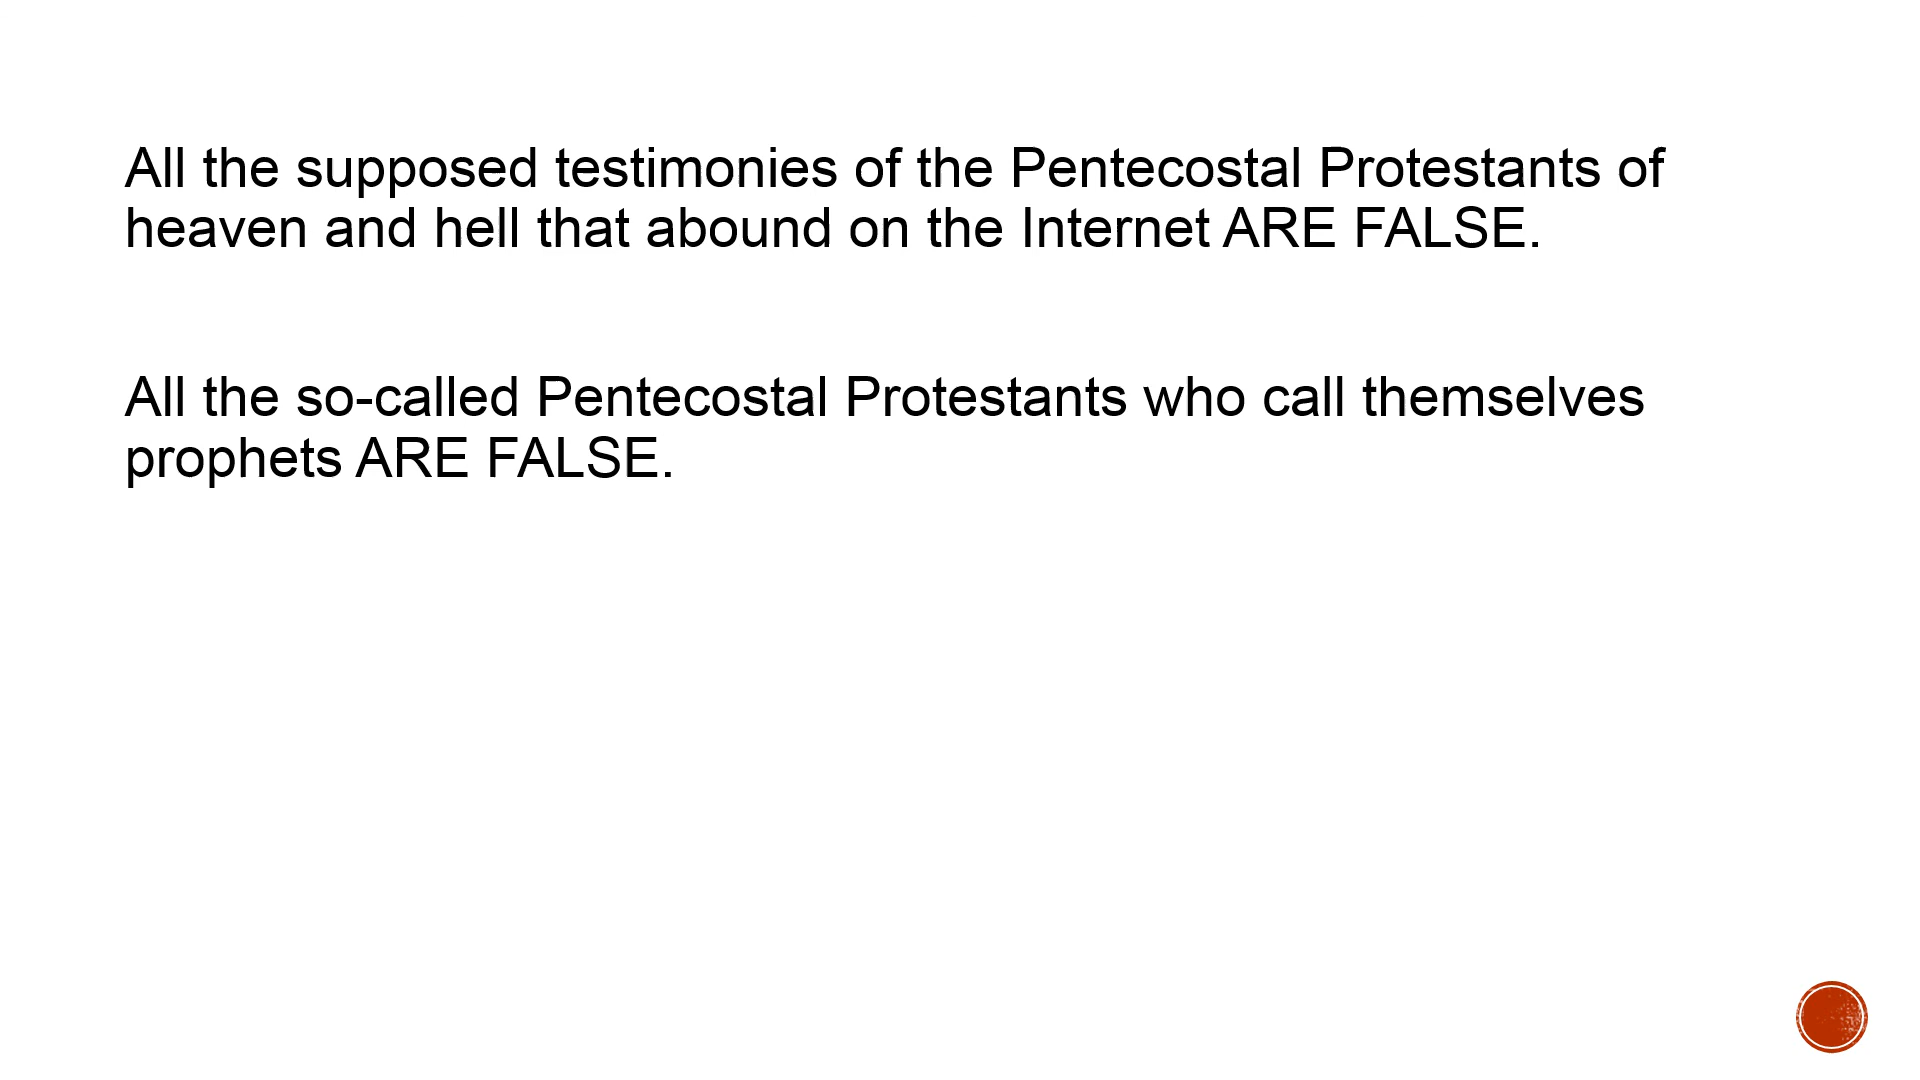 All the supposed testimonies of the Pentecostal Protestants of
heaven and hell that abound on the Internet ARE FALSE.
All the so-called Pentecostal Protestants who call themselves
prophets ARE FALSE.